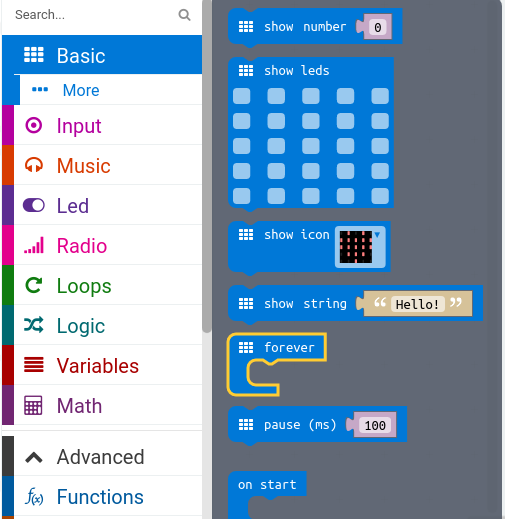 Search...
Basic
More
Input
Music
Led
Radio
Loops
Logic
Variables
Math
Advanced
f(x) Functions
show number 0
show leds
show icon
show string “ Hello! ”
forever
pause (ms) 100
on start